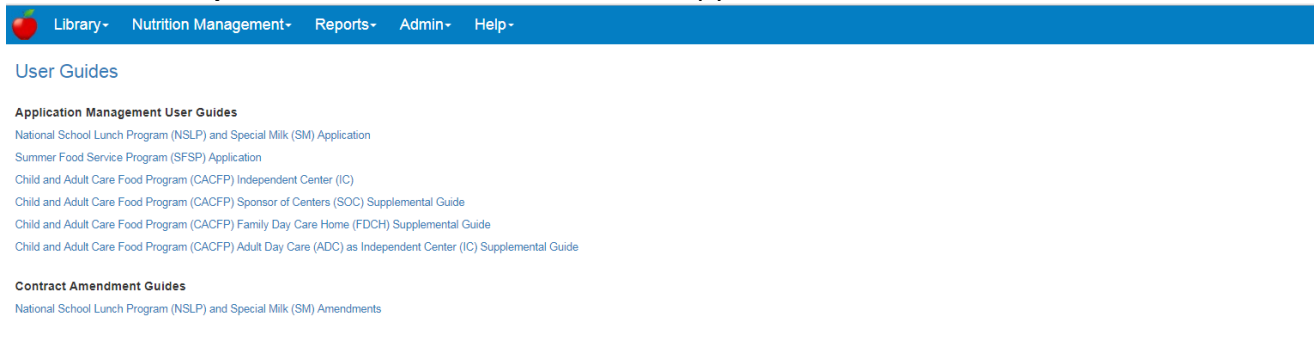 Library
Nutrition Management
Reports
Admin
Help
User Guides
Application Management User Guides
National School Lunch Program (NSLP) and Special Milk (SM) Application
Summer Food Service Program (SFSP) Application
Child and Adult Care Food Program (CACFP) Independent Center (IC)
Child and Adult Care Food Program (CACFP) Sponsor of Centers (SOC) Supplemental Guide
Child and Adult Care Food Program (CACFP) Family Day Care Home (FDCH) Supplemental Guide
Child and Adult Care Food Program (CACFP) Adult Day Care (ADC) as Independent Center (IC) Supplemental Guide
Contract Amendment Guides
National School Lunch Program (NSLP) and Special Milk (SM) Amendments